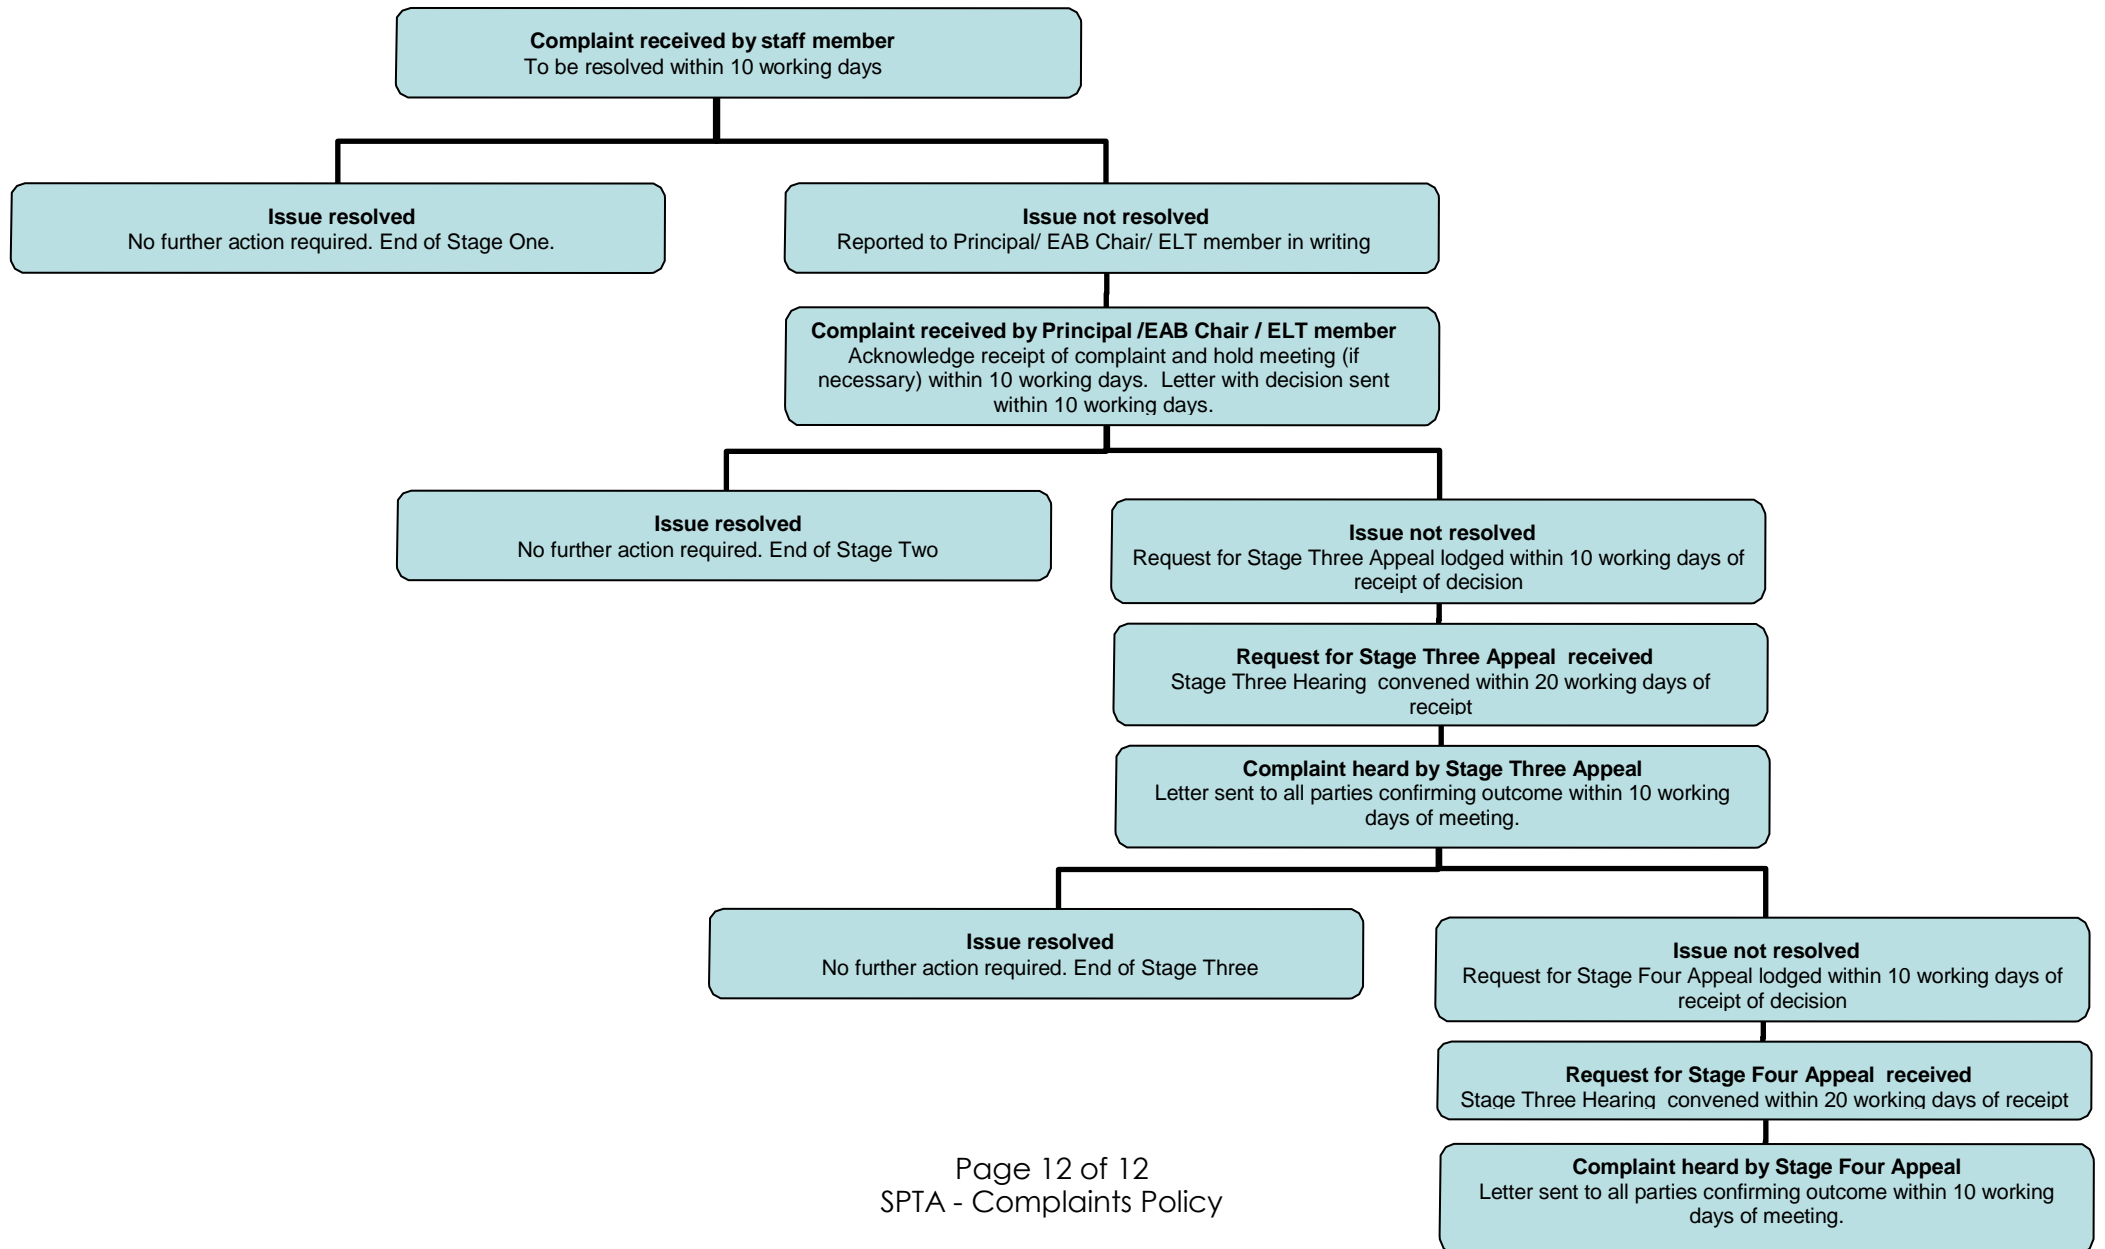 Complaint received by staff member
To be resolved within 10 working days
Issue resolved
No further action required. End of Stage One.
Issue not resolved
Reported to Principal/ EAB Chair/ ELT member in writing
Complaint received by Principal /EAB Chair / ELT member
Acknowledge receipt of complaint and hold meeting (if
necessary) within 10 working days.  Letter with decision sent
within 10 working days.
Issue resolved
No further action required. End of Stage Two
Issue not resolved
Request for Stage Three Appeal lodged within 10 working days of
receipt of decision
Request for Stage Three Appeal  received
Stage Three Hearing  convened within 20 working days of
receipt
Complaint heard by Stage Three Appeal
Letter sent to all parties confirming outcome within 10 working
days of meeting.
Issue resolved
No further action required. End of Stage Three
Issue not resolved
Request for Stage Four Appeal lodged within 10 working days of
receipt of decision
Request for Stage Four Appeal  received
Stage Three Hearing  convened within 20 working days of receipt
Complaint heard by Stage Four Appeal
Letter sent to all parties confirming outcome within 10 working
days of meeting.
Page 12 of 12
SPTA - Complaints Policy